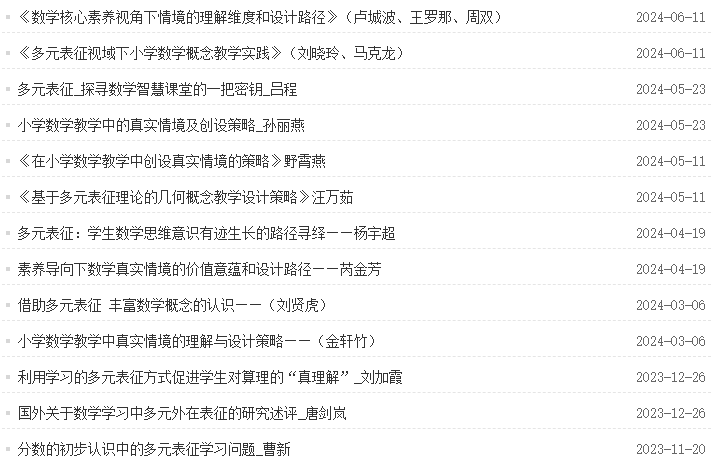 《数学核心素养视角下情境的理解维度和设计路径》（卢城波、王罗那、周双） 2024-06-11
《多元表征视域下小学数学概念教学实践》（刘晓玲、马克龙） 2024-06-11
多元表征_探寻数学智慧课堂的一把密钥_吕程 2024-05-23
小学数学教学中的真实情境及创设策略_孙丽燕 2024-05-23
《在小学数学教学中创设真实情境的策略》野霄燕 2024-05-11
《基于多元表征理论的几何概念教学设计策略》汪万茹 2024-05-11
多元表征：学生数学思维意识有迹生长的路径寻绎——杨宇超 2024-04-19
素养导向下数学真实情境的价值意蕴和设计路径——芮金芳 2024-04-19
借助多元表征 丰富数学概念的认识——（刘贤虎） 2024-03-06
小学数学教学中真实情境的理解与设计策略——（金轩竹） 2024-03-06
利用学习的多元表征方式促进学生对算理的“真理解”_刘加霞 2023-12-26
国外关于数学学习中多元外在表征的研究述评_唐剑岚 2023-12-26
分数的初步认识中的多元表征学习问题_曹新 2023-11-20